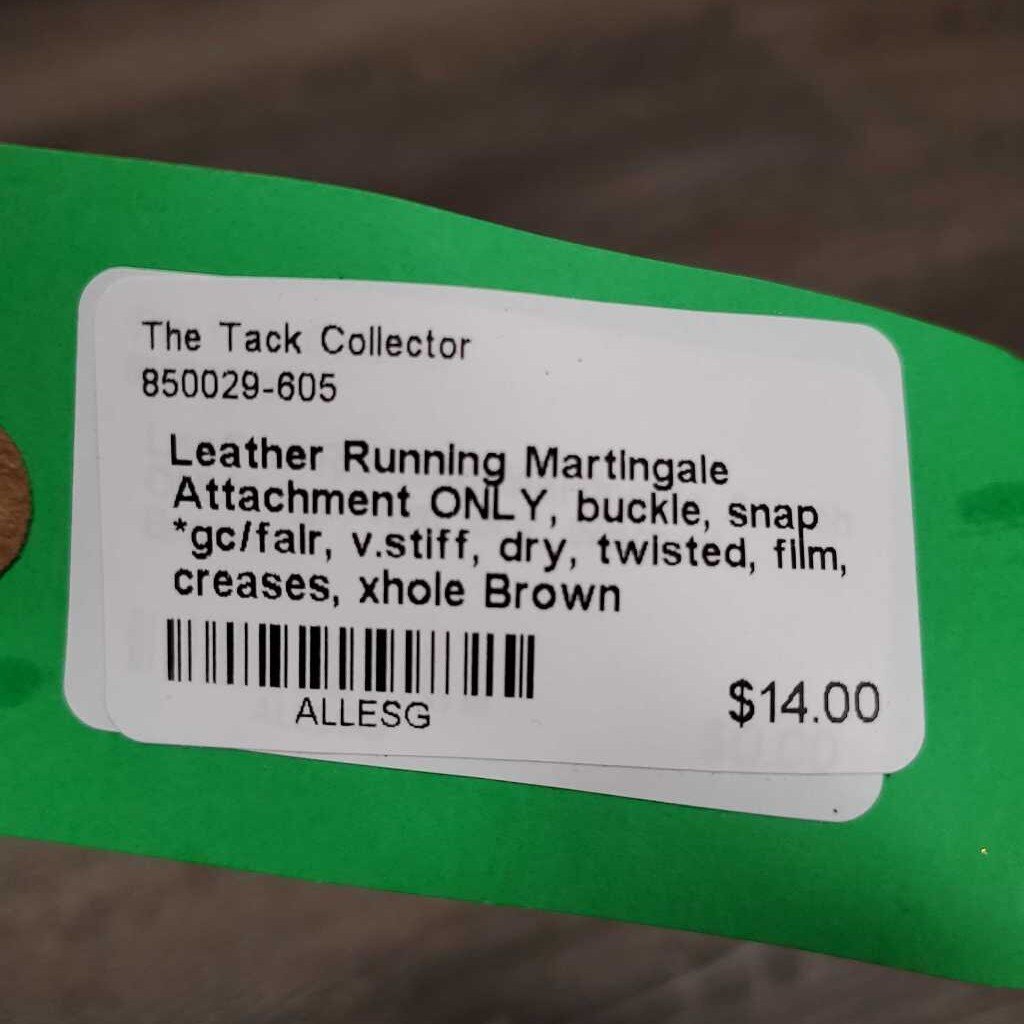 The Tack Collector
850029-605
Leather Running Martingale
Attachment ONLY, buckle, snap
*gc/fair, v.stiff, dry, twisted, film,
creases, xhole Brown
ALLESG
$14.00